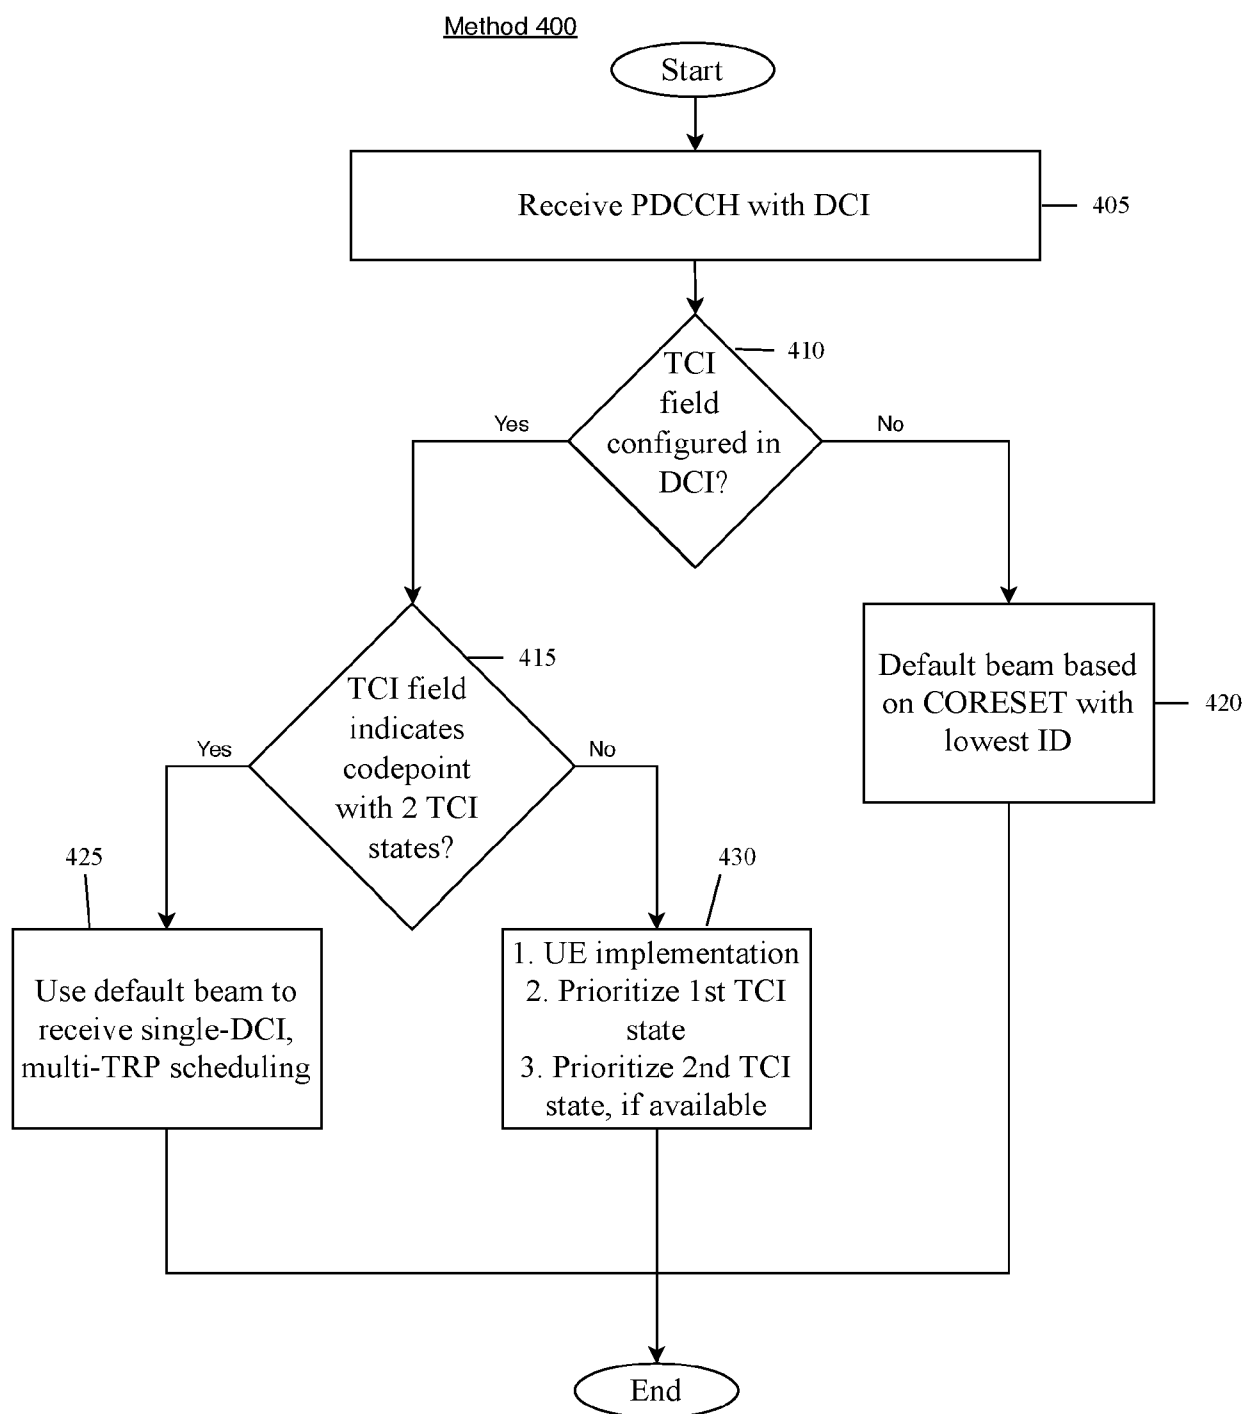 Method 400
Start
Receive PDCCH with DCI
405
410
TCI
field
configured in
DCI?
Yes
No
415
TCI field
indicates
codepoint
with 2 TCI
states?
Yes
No
Default beam based
on CORESET with
lowest ID
420
425
430
Use default beam to
receive single-DCI,
multi-TRP scheduling
1. UE implementation
2. Prioritize 1st TCI
state
3. Prioritize 2nd TCI
state, if available
End